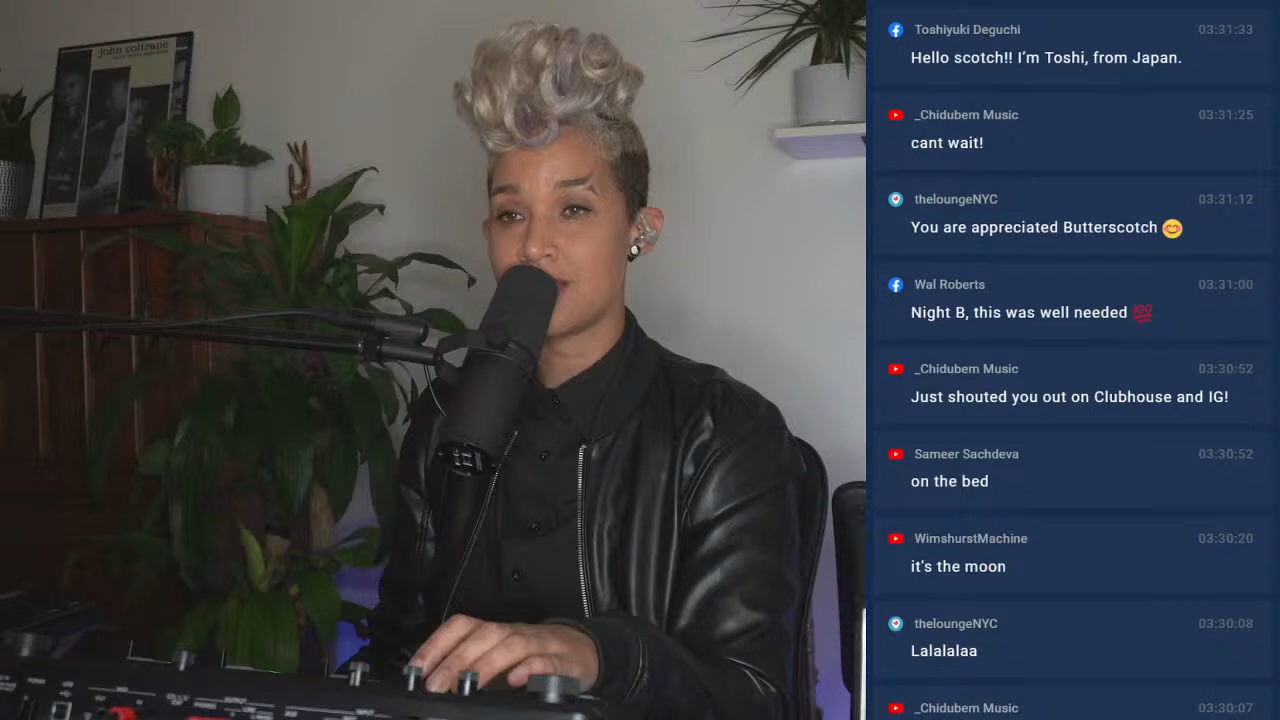 john coltrane
Toshiyuki Deguchi 03:31:33
Hello scotch!! I’m Toshi, from Japan.
_Chidubem Music 03:31:25
cant wait!
theloungeNYC 03:31:12
You are appreciated Butterscotch 😊
Wal Roberts 03:31:00
Night B, this was well needed 💯
_Chidubem Music 03:30:52
Just shouted you out on Clubhouse and IG!
Sameer Sachdeva 03:30:52
on the bed
WimshurstMachine 03:30:20
it's the moon
theloungeNYC 03:30:08
Lalalalaa
_Chidubem Music 03:30:07